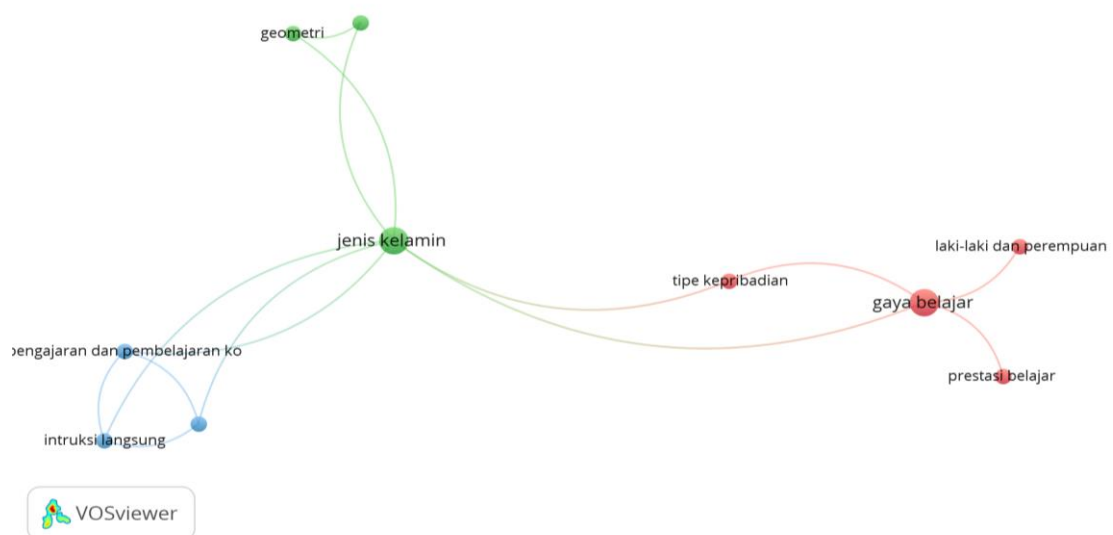 geometri
jenis kelamin
laki-laki dan perempuan
tipe kepribadian
gaya belajar
pengajaran dan pembelajaran ko
prestasi belajar
intruksi langsung
VOSviewer